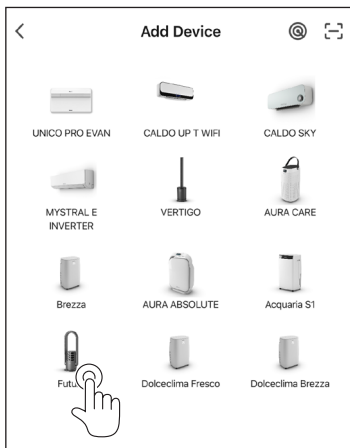 Add Device
UNICO PRO EVAN
CALDO UP T WIFI
CALDO SKY
MYSTRAL E
INVERTER
VERTIGO
AURA CARE
Brezza
AURA ABSOLUTE
Acquaria S1
Futu
Dolceclima Fresco
Dolceclima Brezza